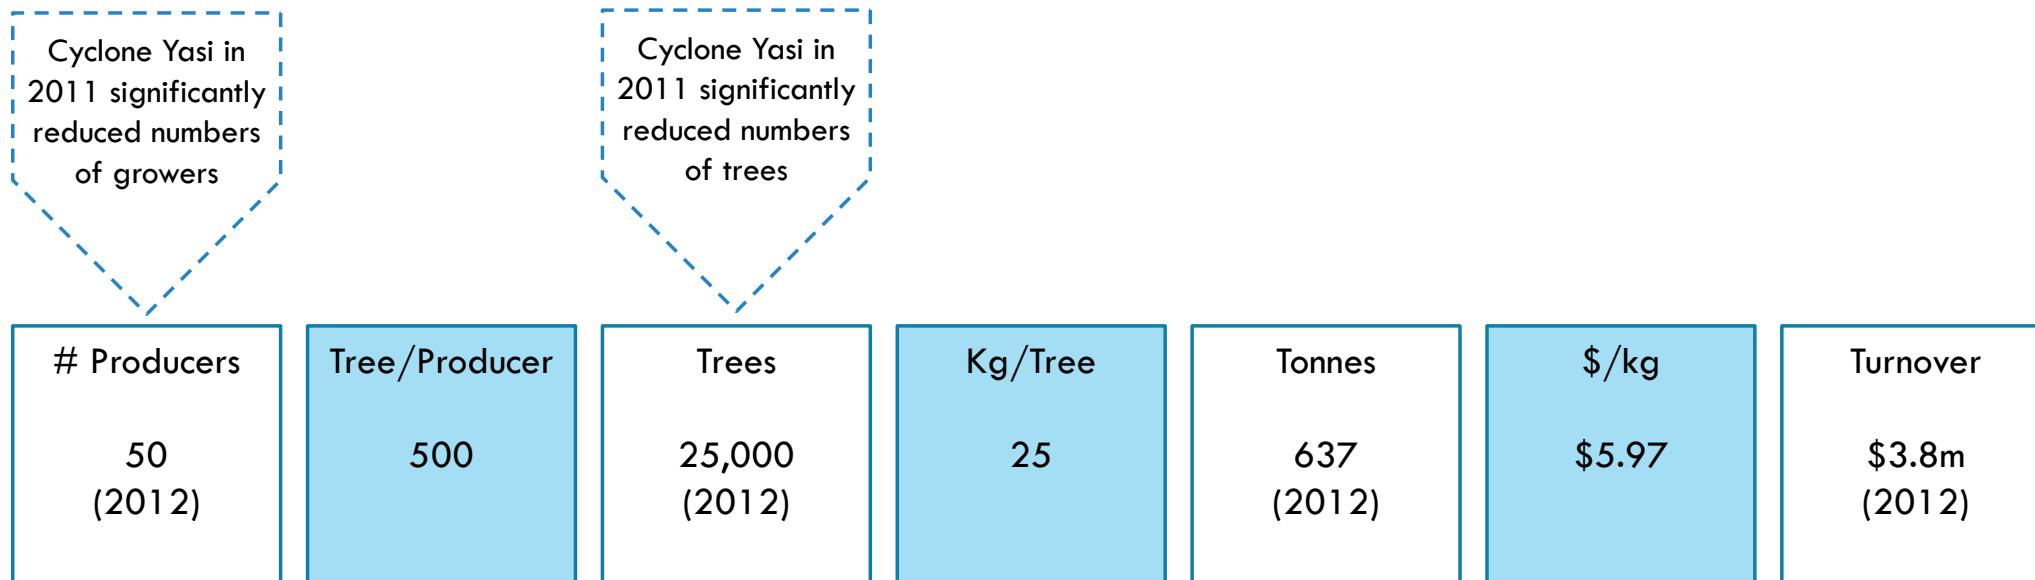 Cyclone Yasi in
2011 significantly
reduced numbers
of growers
Cyclone Yasi in
2011 significantly
reduced numbers
of trees
# Producers
50
(2012)
Tree/Producer
500
Trees
25,000
(2012)
Kg/Tree
25
Tonnes
637
(2012)
$/kg
$5.97
Turnover
$3.8m
(2012)